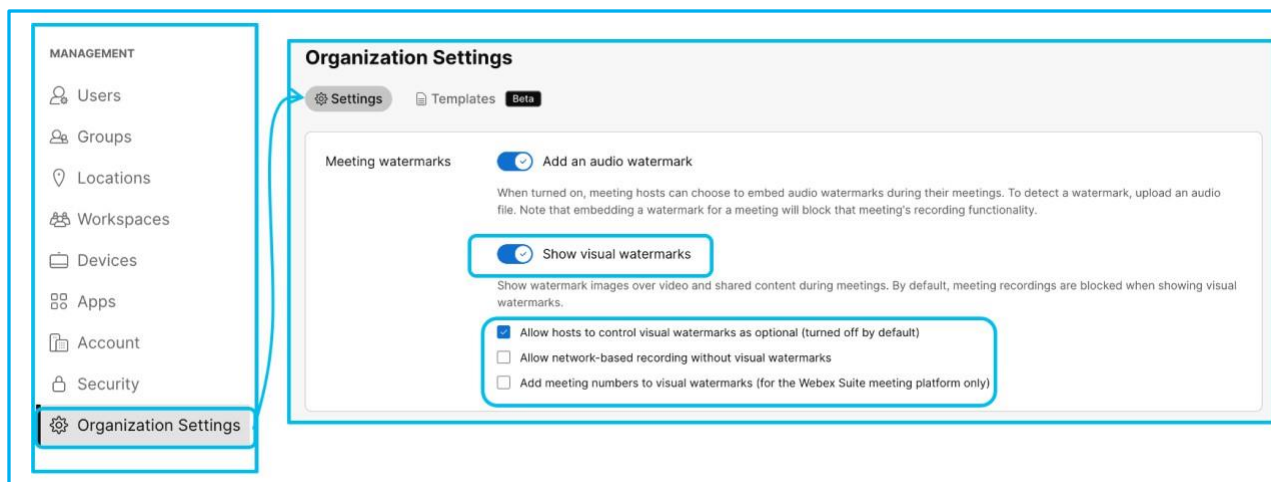 MANAGEMENT
Users
Groups
Locations
Workspaces
Devices
Apps
Account
Security
Organization Settings
Organization Settings
Settings Templates Beta
Meeting watermarks
Add an audio watermark
When turned on, meeting hosts can choose to embed audio watermarks during their meetings. To detect a watermark, upload an audio
file. Note that embedding a watermark for a meeting will block that meeting's recording functionality.
Show visual watermarks
Show watermark images over video and shared content during meetings. By default, meeting recordings are blocked when showing visual
watermarks.
Allow hosts to control visual watermarks as optional (turned off by default)
Allow network-based recording without visual watermarks
Add meeting numbers to visual watermarks (for the Webex Suite meeting platform only)